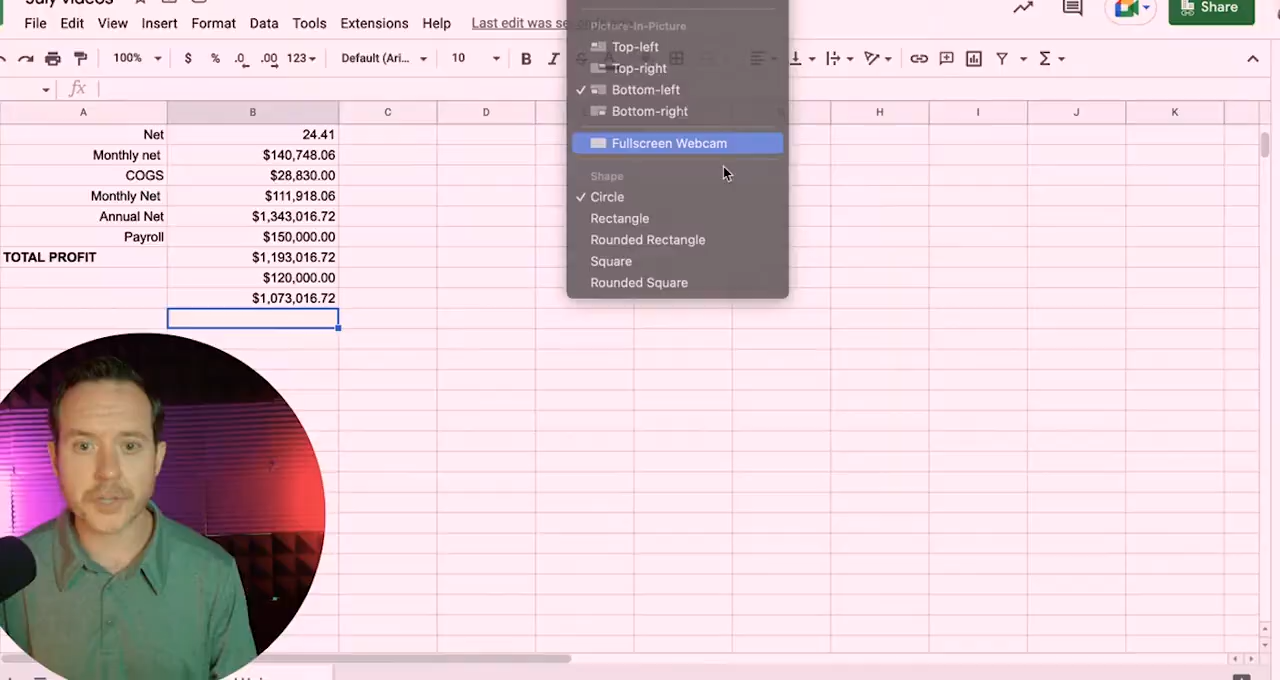 July videos
File Edit View Insert Format Data Tools Extensions Help Last edit was se
Share
100% $ % .0 .00 123 Default (Ari... 10 B I
fx
A B C D H I J K
Net 24.41
Monthly net $140,748.06
COGS $28,830.00
Monthly Net $111,918.06
Annual Net $1,343,016.72
Payroll $150,000.00
TOTAL PROFIT $1,193,016.72
$120,000.00
$1,073,016.72
Picture-In-Picture
Top-left
Top-right
Bottom-left
Bottom-right
Fullscreen Webcam
Shape
Circle
Rectangle
Rounded Rectangle
Square
Rounded Square